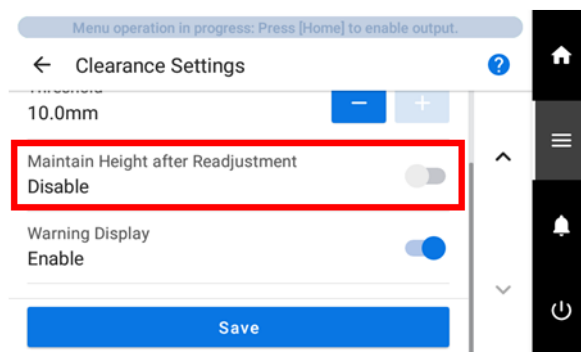 Menu operation in progress: Press [Home] to enable output.
Clearance Settings
?
Threshold
10.0mm
Maintain Height after Readjustment
Disable
Warning Display
Enable
Save